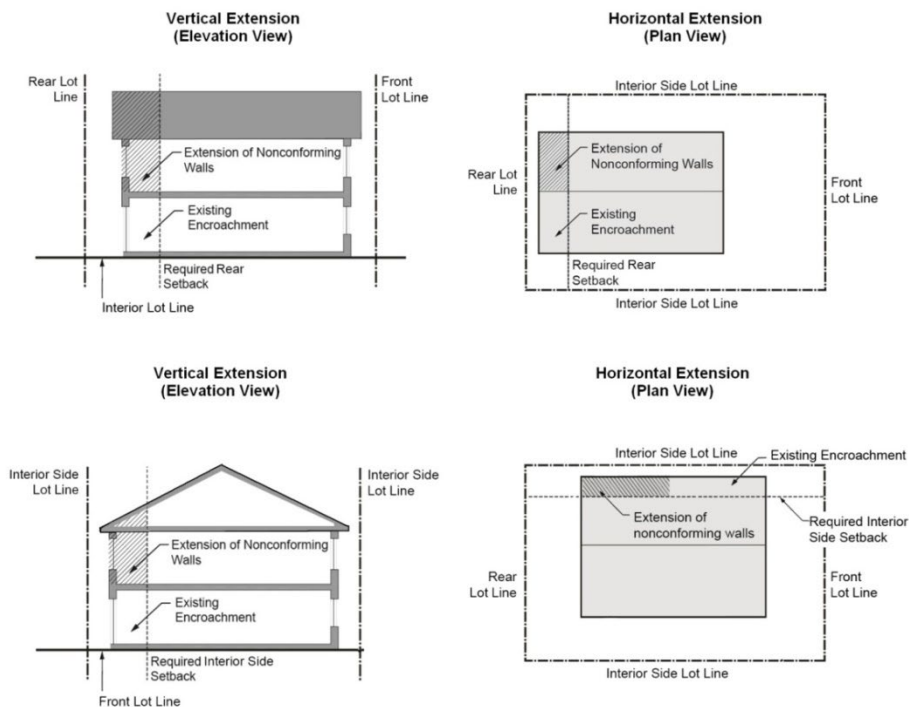 Vertical Extension
(Elevation View)
Horizontal Extension
(Plan View)
Rear Lot
Line
Front
Lot Line
Extension of Nonconforming
Walls
Existing
Encroachment
Required Rear
Setback
Interior Lot Line
Interior Side Lot Line
Extension of
Nonconforming Walls
Rear Lot
Line
Front
Lot Line
Existing
Encroachment
Required Rear
Setback
Interior Side Lot Line
Vertical Extension
(Elevation View)
Horizontal Extension
(Plan View)
Interior Side
Lot Line
Interior Side
Lot Line
Extension of Nonconforming
Walls
Existing
Encroachment
Required Interior Side
Setback
Front Lot Line
Interior Side Lot Line
Existing Encroachment
Extension of
nonconforming walls
Required Interior
Side Setback
Rear
Lot Line
Front
Lot Line
Interior Side Lot Line